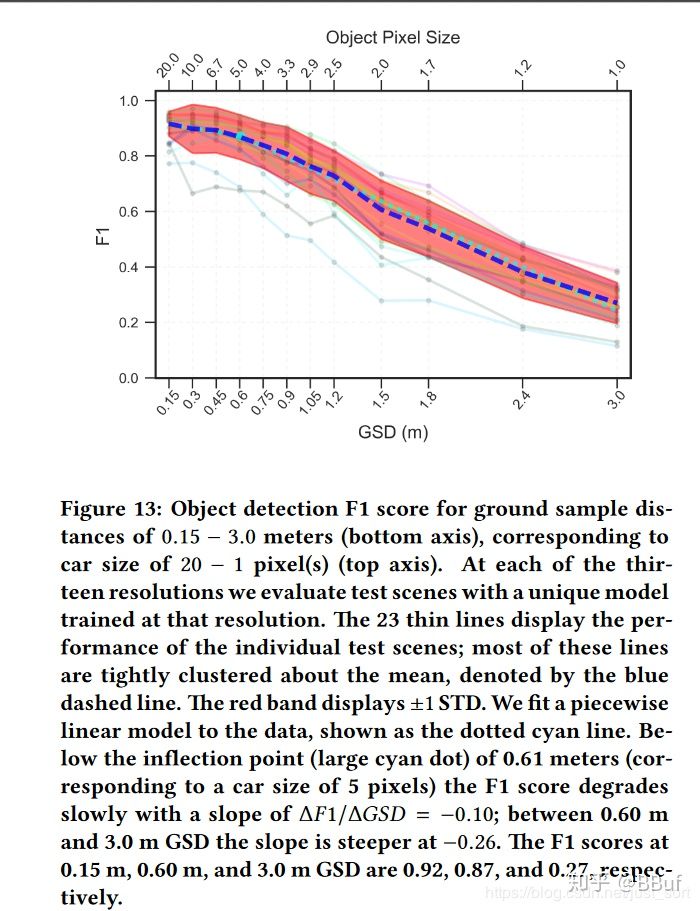 Object Pixel Size
20.0 10.0 6.7 5.0 4.0 3.3 2.9 2.5 2.0 1.7 1.2 1.0
1.0
0.8
0.6
0.4
0.2
0.0
F1
0.15 0.3 0.45 0.6 0.75 0.9 1.05 1.2 1.5 1.8 2.4 3.0
GSD (m)
Figure 13: Object detection F1 score for ground sample dis-
tances of 0.15 – 3.0 meters (bottom axis), corresponding to
car size of 20 – 1 pixel(s) (top axis). At each of the thir-
teen resolutions we evaluate test scenes with a unique model
trained at that resolution. The 23 thin lines display the per-
formance of the individual test scenes; most of these lines
are tightly clustered about the mean, denoted by the blue
dashed line. The red band displays ±1 STD. We fit a piecewise
linear model to the data, shown as the dotted cyan line. Be-
low the inflection point (large cyan dot) of 0.61 meters (cor-
responding to a car size of 5 pixels) the F1 score degrades
slowly with a slope of ΔF1/ΔGSD = −0.10; between 0.60 m
and 3.0 m GSD the slope is steeper at −0.26. The F1 scores at
0.15 m, 0.60 m, and 3.0 m GSD are 0.92, 0.87, and 0.27, respec-
tively.
知乎 @BBuf
https://blog.csdn.net/just_sort